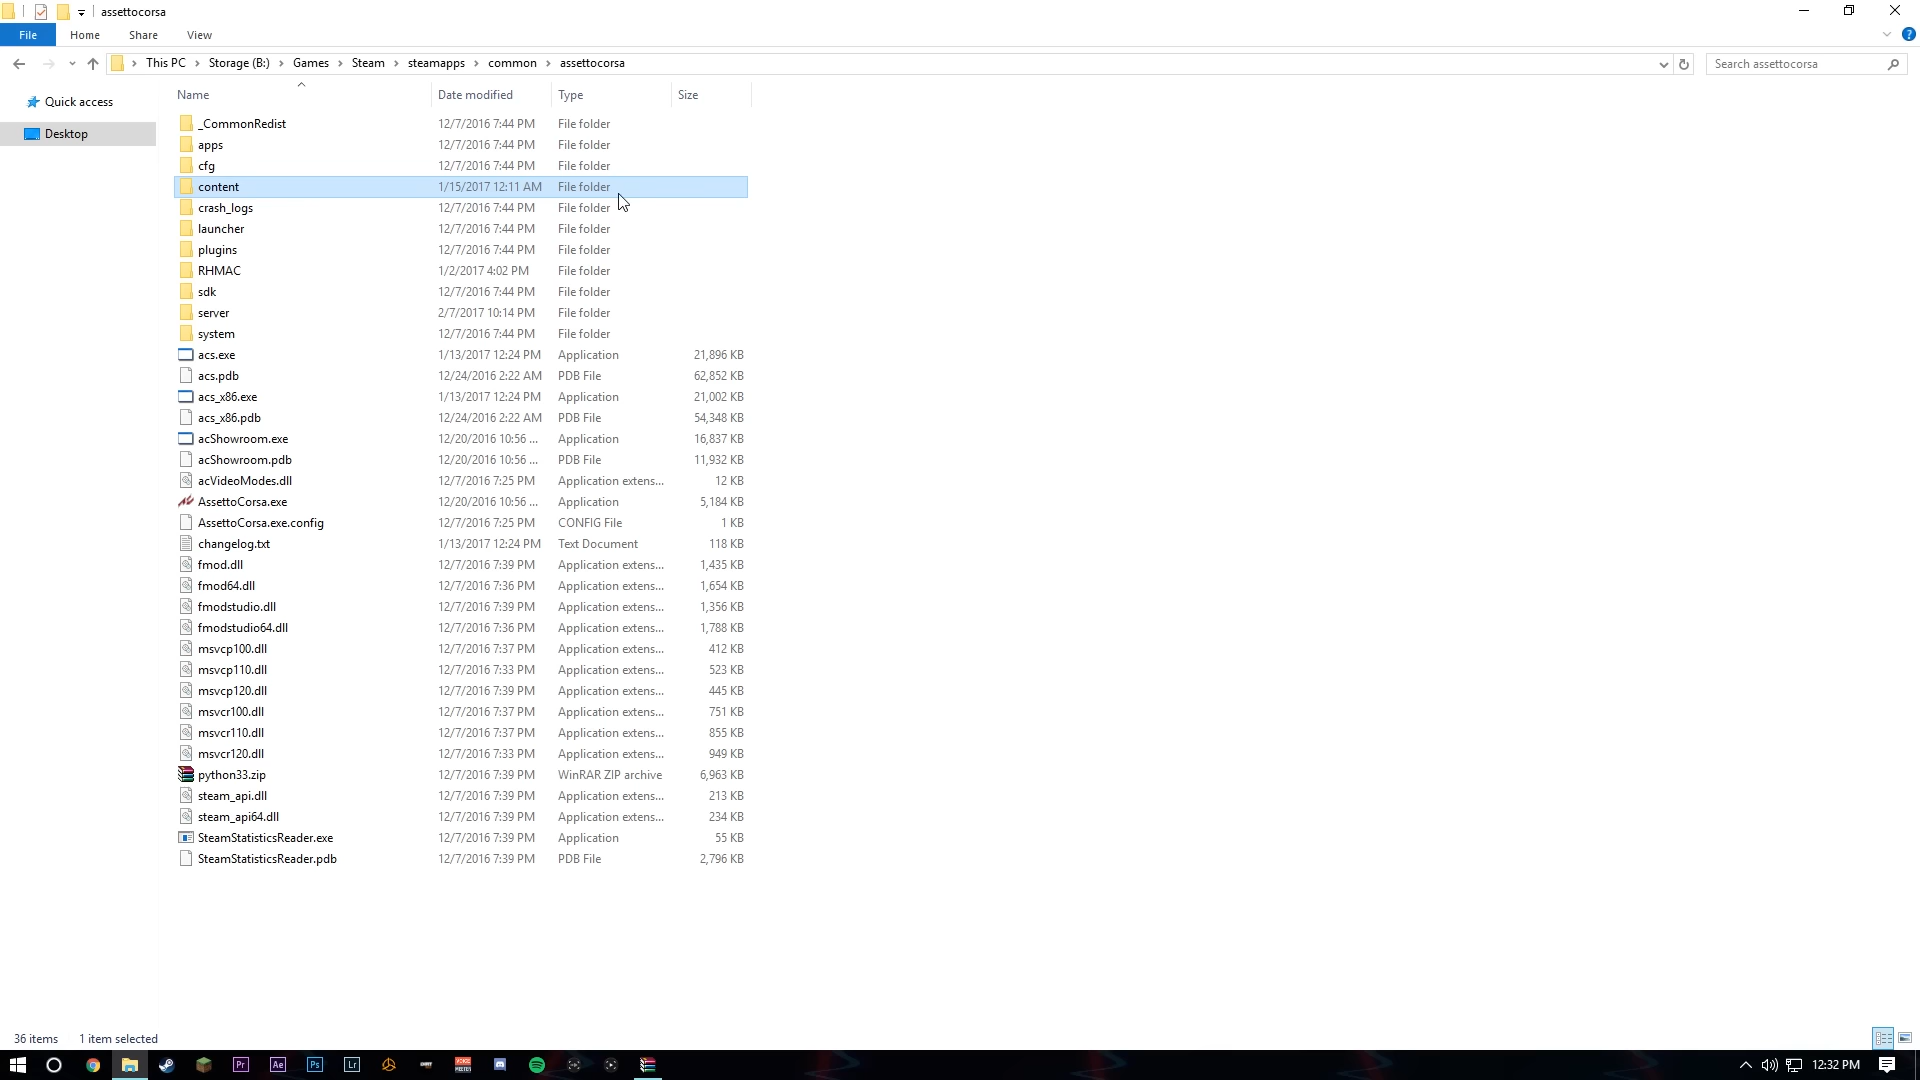 assettocorsa
File Home Share View
This PC Storage (B:) Games Steam steamapps common assettocorsa Search assettocorsa
Quick access
Desktop
Name Date modified Type Size
_CommonRedist 12/7/2016 7:44 PM File folder
apps 12/7/2016 7:44 PM File folder
cfg 12/7/2016 7:44 PM File folder
content 1/15/2017 12:11 AM File folder
crash_logs 12/7/2016 7:44 PM File folder
launcher 12/7/2016 7:44 PM File folder
plugins 12/7/2016 7:44 PM File folder
RHMAC 1/2/2017 4:02 PM File folder
sdk 12/7/2016 7:44 PM File folder
server 2/7/2017 10:14 PM File folder
system 12/7/2016 7:44 PM File folder
acs.exe 1/13/2017 12:24 PM Application 21,896 KB
acs.pdb 12/24/2016 2:22 AM PDB File 62,852 KB
acs_x86.exe 1/13/2017 12:24 PM Application 21,002 KB
acs_x86.pdb 12/24/2016 2:22 AM PDB File 54,348 KB
acShowroom.exe 12/20/2016 10:56 ... Application 16,837 KB
acShowroom.pdb 12/20/2016 10:56 ... PDB File 11,932 KB
acVideoModes.dll 12/7/2016 7:25 PM Application extens... 12 KB
AssettoCorsa.exe 12/20/2016 10:56 ... Application 5,184 KB
AssettoCorsa.exe.config 12/7/2016 7:25 PM CONFIG File 1 KB
changelog.txt 1/13/2017 12:24 PM Text Document 118 KB
fmod.dll 12/7/2016 7:39 PM Application extens... 1,435 KB
fmod64.dll 12/7/2016 7:36 PM Application extens... 1,654 KB
fmodstudio.dll 12/7/2016 7:39 PM Application extens... 1,356 KB
fmodstudio64.dll 12/7/2016 7:36 PM Application extens... 1,788 KB
msvcp100.dll 12/7/2016 7:37 PM Application extens... 412 KB
msvcp110.dll 12/7/2016 7:33 PM Application extens... 523 KB
msvcp120.dll 12/7/2016 7:39 PM Application extens... 445 KB
msvcr100.dll 12/7/2016 7:37 PM Application extens... 751 KB
msvcr110.dll 12/7/2016 7:37 PM Application extens... 855 KB
msvcr120.dll 12/7/2016 7:33 PM Application extens... 949 KB
python33.zip 12/7/2016 7:39 PM WinRAR ZIP archive 6,963 KB
steam_api.dll 12/7/2016 7:39 PM Application extens... 213 KB
steam_api64.dll 12/7/2016 7:39 PM Application extens... 234 KB
SteamStatisticsReader.exe 12/7/2016 7:39 PM Application 55 KB
SteamStatisticsReader.pdb 12/7/2016 7:39 PM PDB File 2,796 KB
36 items 1 item selected
Pr Ae Ps Lr 12:32 PM